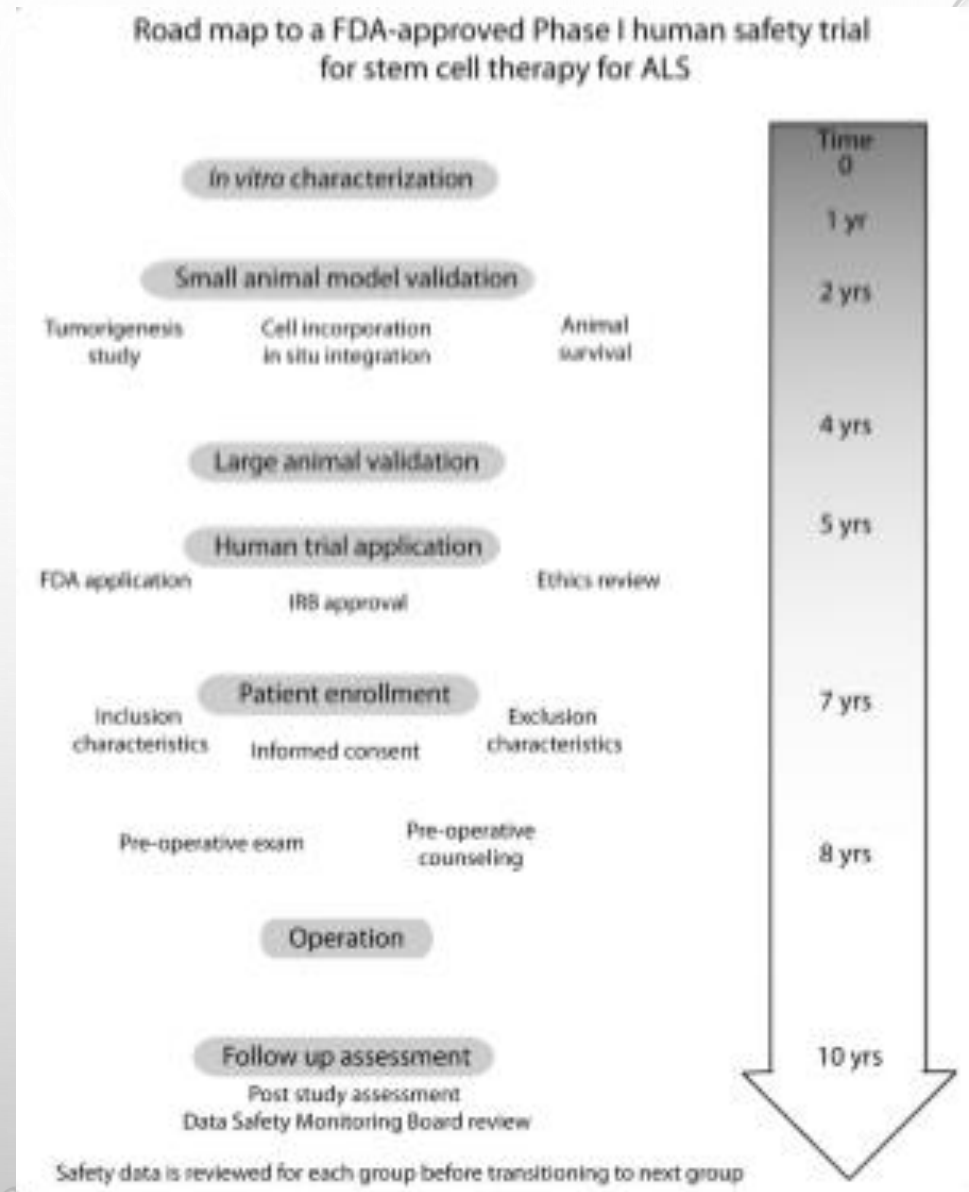 Road map to a FDA-approved Phase I human safety trial
for stem cell therapy for ALS
Time
0
In vitro characterization
1 yr
Small animal model validation
2 yrs
Tumorigenesis
study
Cell incorporation
in situ integration
Animal
survival
4 yrs
Large animal validation
5 yrs
Human trial application
FDA application
IRB approval
Ethics review
Patient enrollment
7 yrs
Inclusion
characteristics
Informed consent
Exclusion
characteristics
Pre-operative exam
Pre-operative
counseling
8 yrs
Operation
Follow up assessment
10 yrs
Post study assessment
Data Safety Monitoring Board review
Safety data is reviewed for each group before transitioning to next group